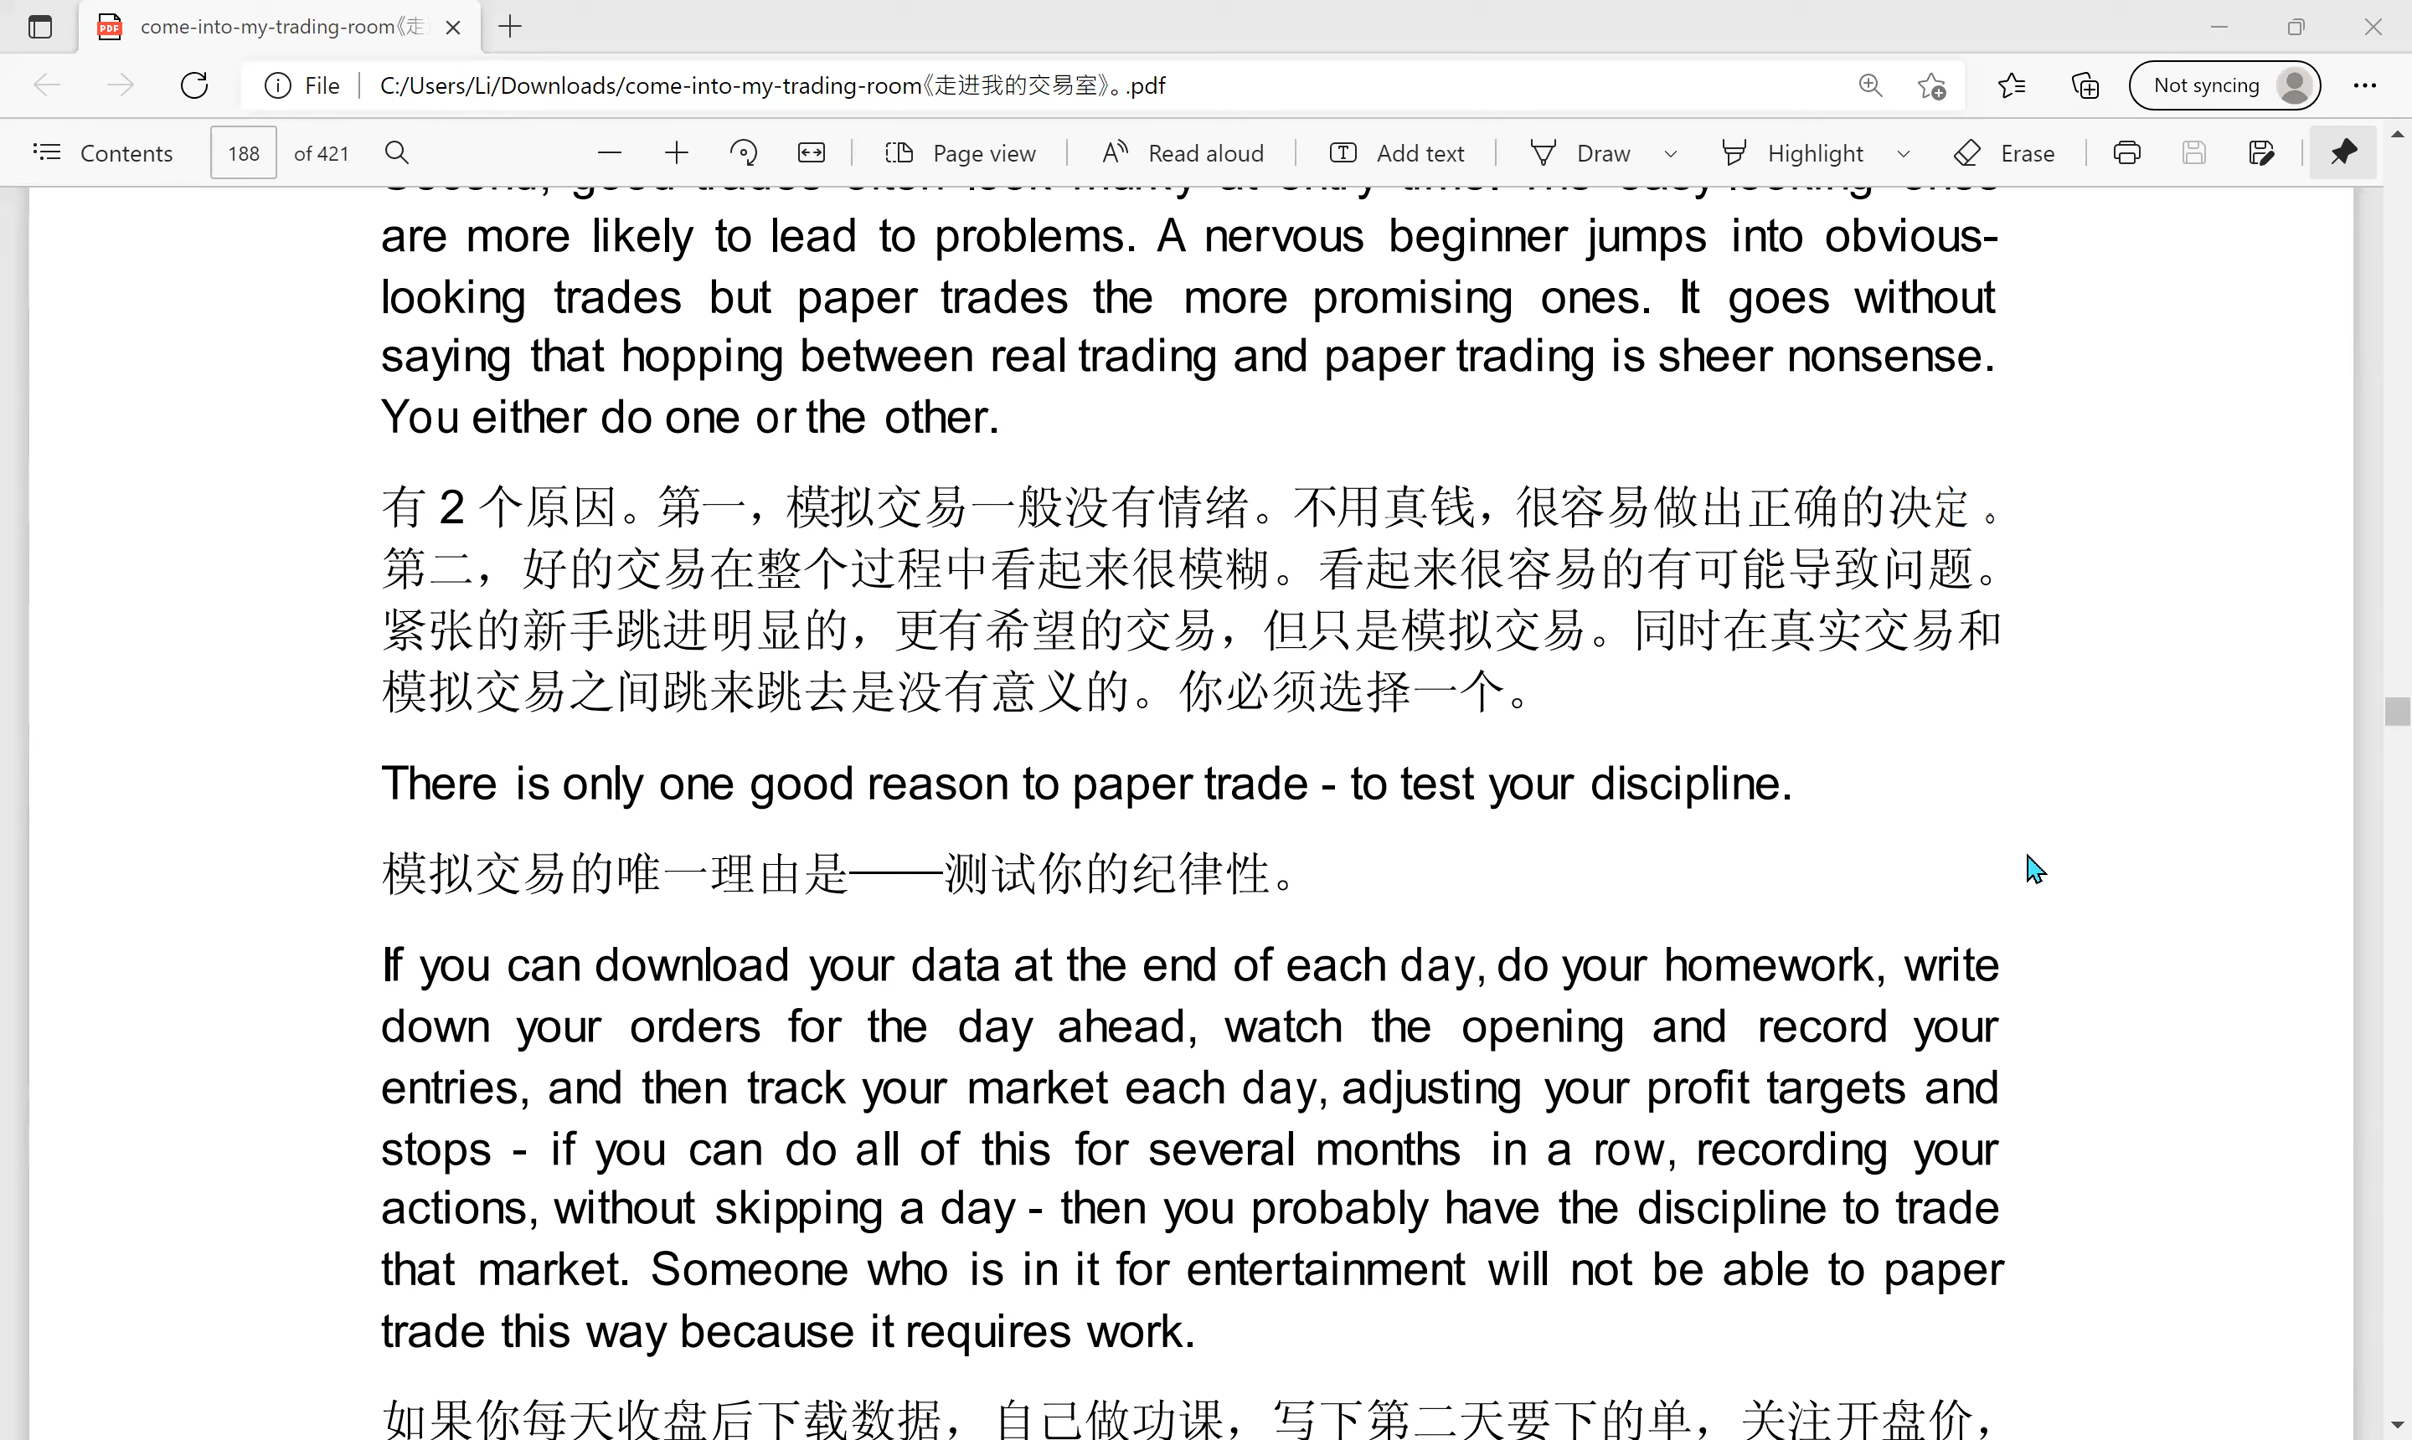 come-into-my-trading-room《走
File
C:/Users/Li/Downloads/come-into-my-trading-room《走进我的交易室》。.pdf
Not syncing
Contents
188
of 421
Page view
Read aloud
Add text
Draw
Highlight
Erase
Second, good trades often look murky at entry time. The easy-looking ones
are more likely to lead to problems. A nervous beginner jumps into obvious-
looking trades but paper trades the more promising ones. It goes without
saying that hopping between real trading and paper trading is sheer nonsense.
You either do one or the other.
有 2 个原因。第一，模拟交易一般没有情绪。不用真钱，很容易做出正确的决定。
第二，好的交易在整个过程中看起来很模糊。看起来很容易的有可能导致问题。
紧张的新手跳进明显的，更有希望的交易，但只是模拟交易。同时在真实交易和
模拟交易之间跳来跳去是没有意义的。你必须选择一个。
There is only one good reason to paper trade - to test your discipline.
模拟交易的唯一理由是——测试你的纪律性。
If you can download your data at the end of each day, do your homework, write
down your orders for the day ahead, watch the opening and record your
entries, and then track your market each day, adjusting your profit targets and
stops - if you can do all of this for several months in a row, recording your
actions, without skipping a day - then you probably have the discipline to trade
that market. Someone who is in it for entertainment will not be able to paper
trade this way because it requires work.
如果你每天收盘后下载数据，自己做功课，写下第二天要下的单，关注开盘价，